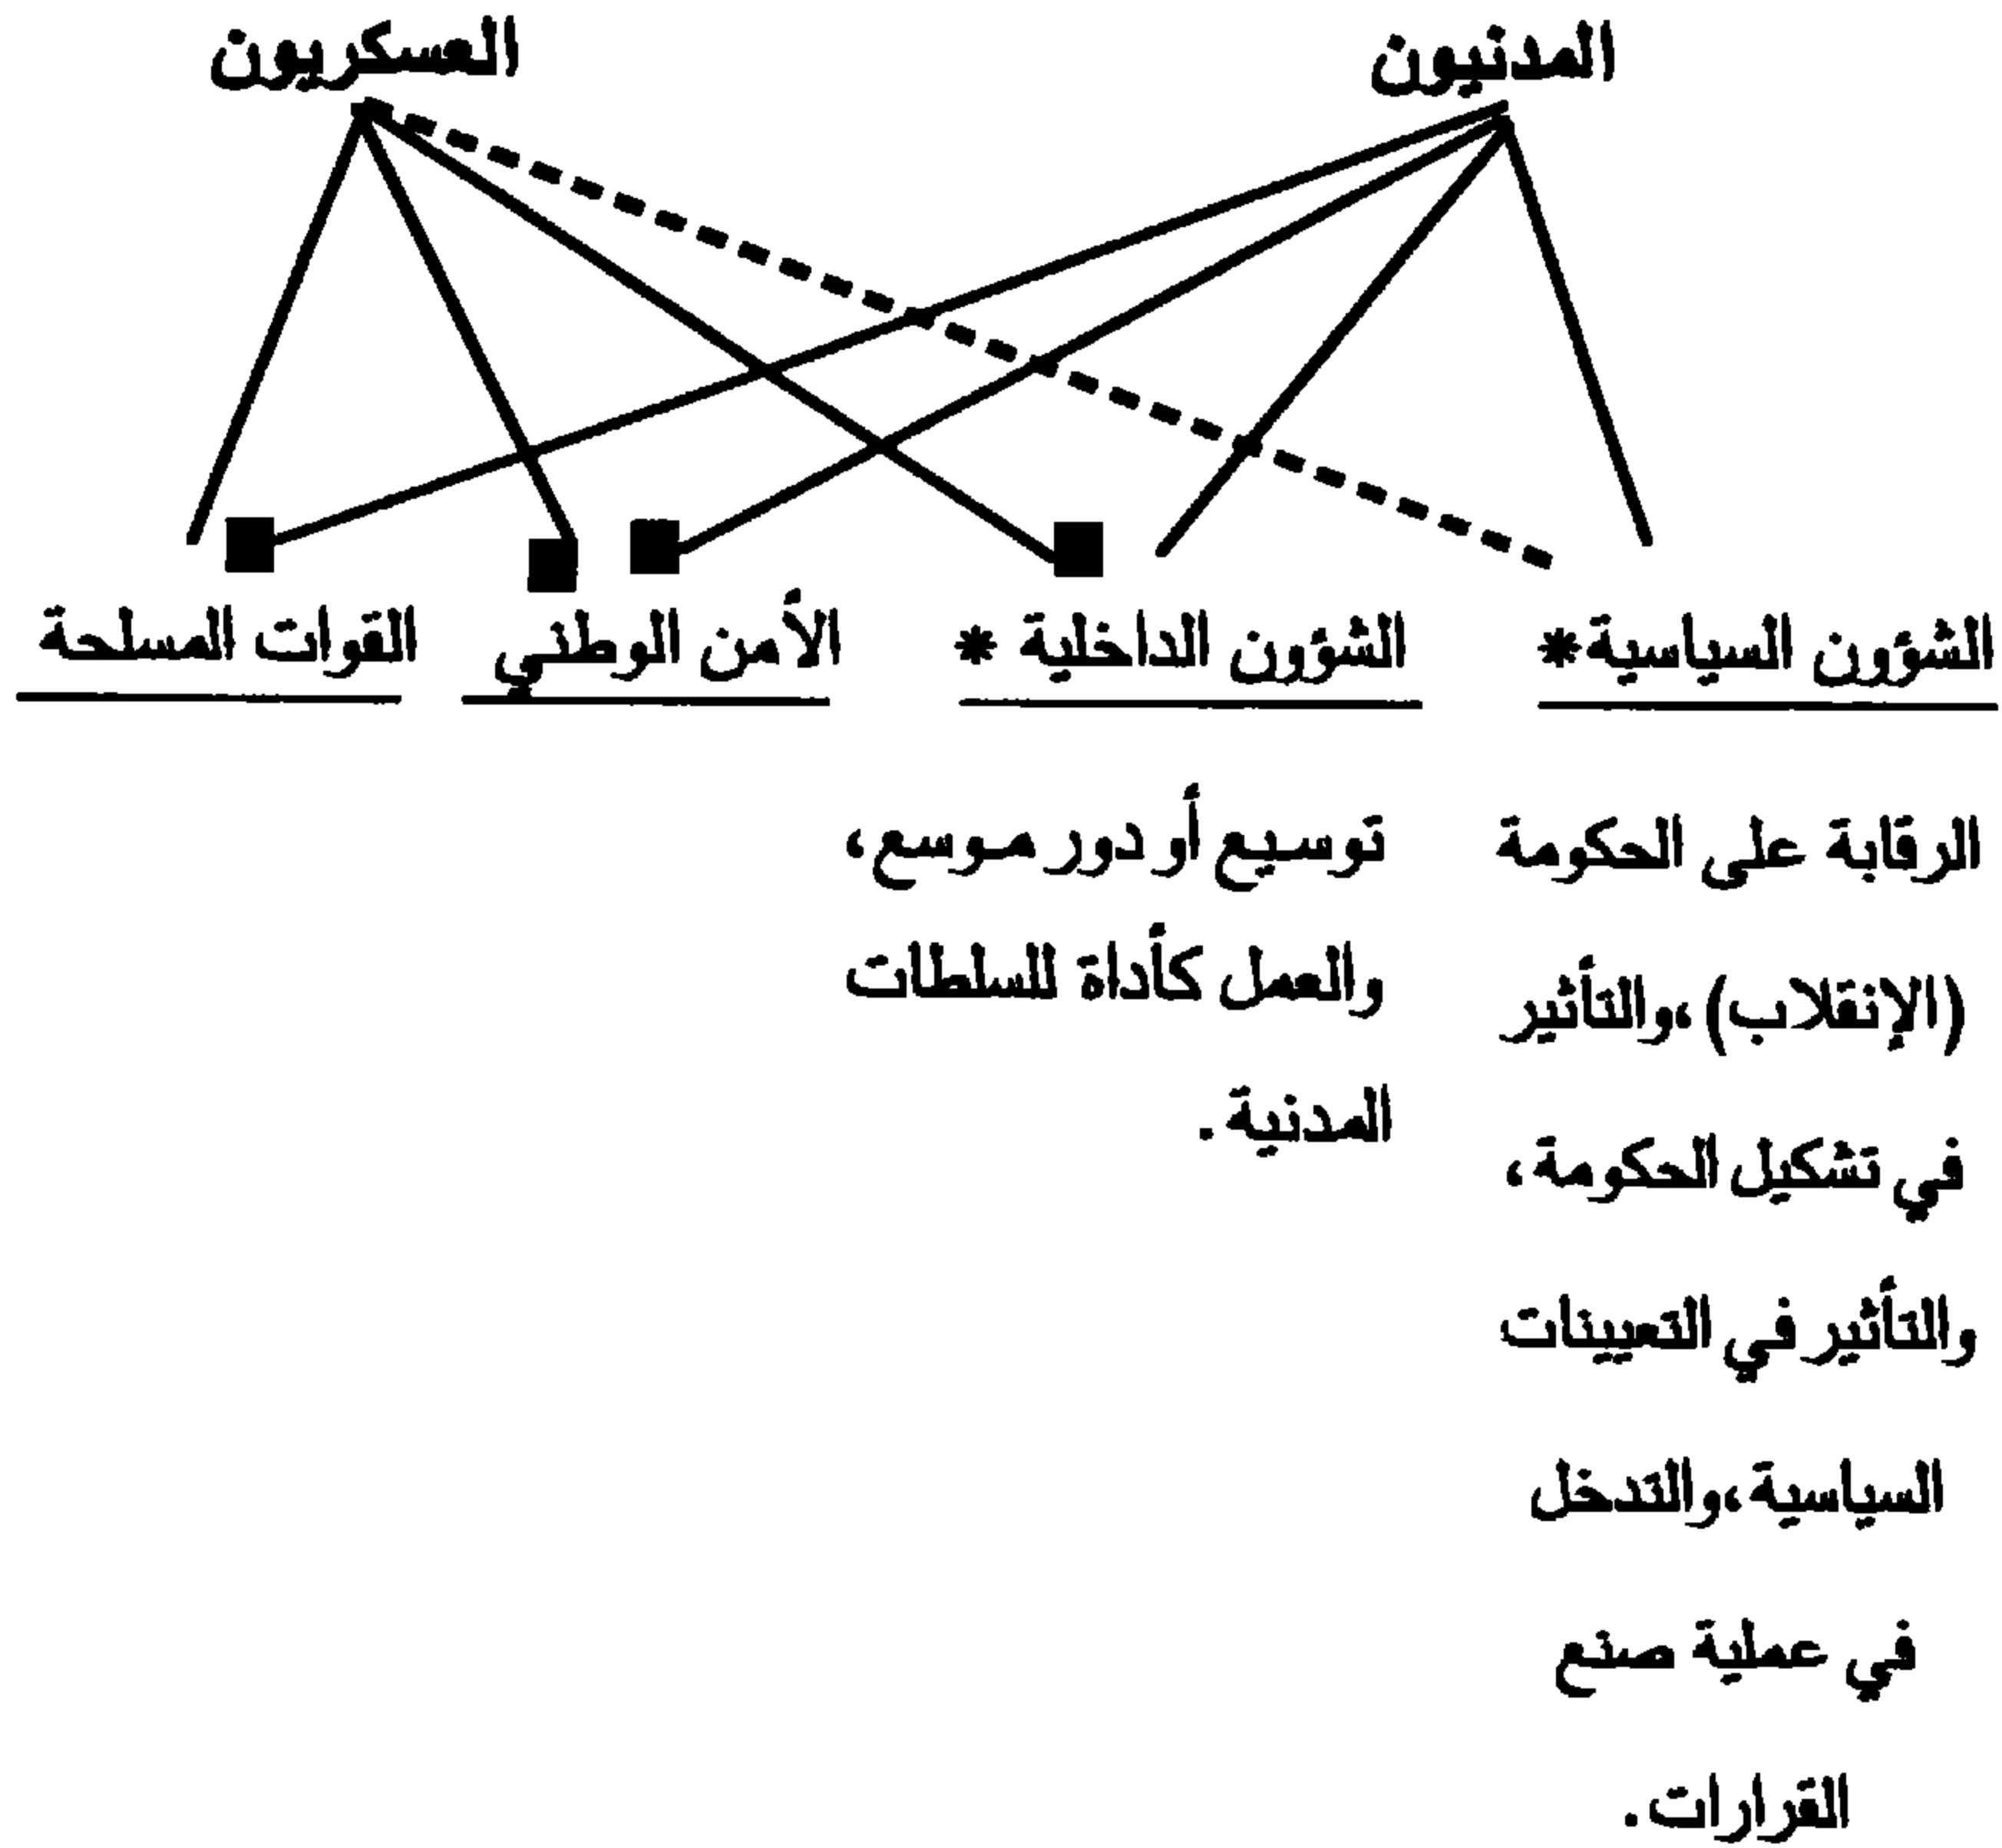 المدنيون
العسكريون
الشؤون السياسية*
الشؤون الداخلية *
الأمن الوطني
القوات المسلحة
الرقابة على الحكومة
(الإنقلاب)،والتأثير
في تشكيل الحكومة،
والتأثير في التعيينات
السياسية،والتدخل
في عملية صنع
القرارات.
توسيع أو دور موسع،
والعمل كأداة للسلطات
المدنية.